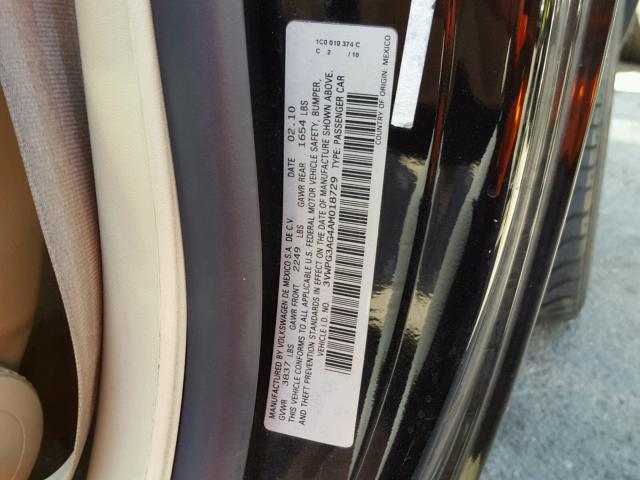 MANUFACTURED BY VOLKSWAGEN DE MEXICO S.A. DE C.V. DATE 02.10
GVWR 3837 LBS GAWR FRONT 2249 LBS GAWR REAR 1654 LBS
THIS VEHICLE CONFORMS TO ALL APPLICABLE U.S. FEDERAL MOTOR VEHICLE SAFETY, BUMPER,
AND THEFT PREVENTION STANDARDS IN EFFECT ON THE DATE OF MANUFACTURE SHOWN ABOVE.
VEHICLE I.D. NO. 3VWPG3AG4AM018729 TYPE: PASSENGER CAR
COUNTRY OF ORIGIN: MEXICO
1C0 010 374 C
C 2 /10